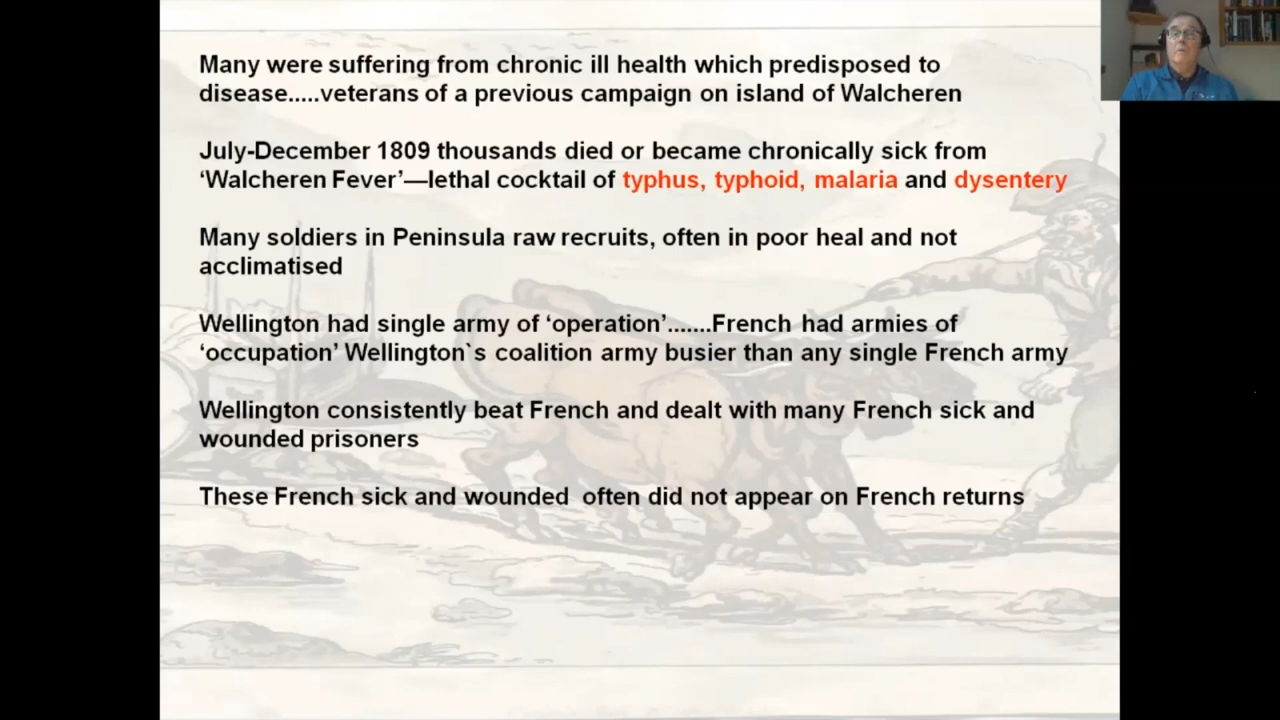 Many were suffering from chronic ill health which predisposed to
disease.....veterans of a previous campaign on island of Walcheren
July-December 1809 thousands died or became chronically sick from
‘Walcheren Fever’—lethal cocktail of typhus, typhoid, malaria and dysentery
Many soldiers in Peninsula raw recruits, often in poor heal and not
acclimatised
Wellington had single army of ‘operation’.......French had armies of
‘occupation’ Wellington`s coalition army busier than any single French army
Wellington consistently beat French and dealt with many French sick and
wounded prisoners
These French sick and wounded  often did not appear on French returns